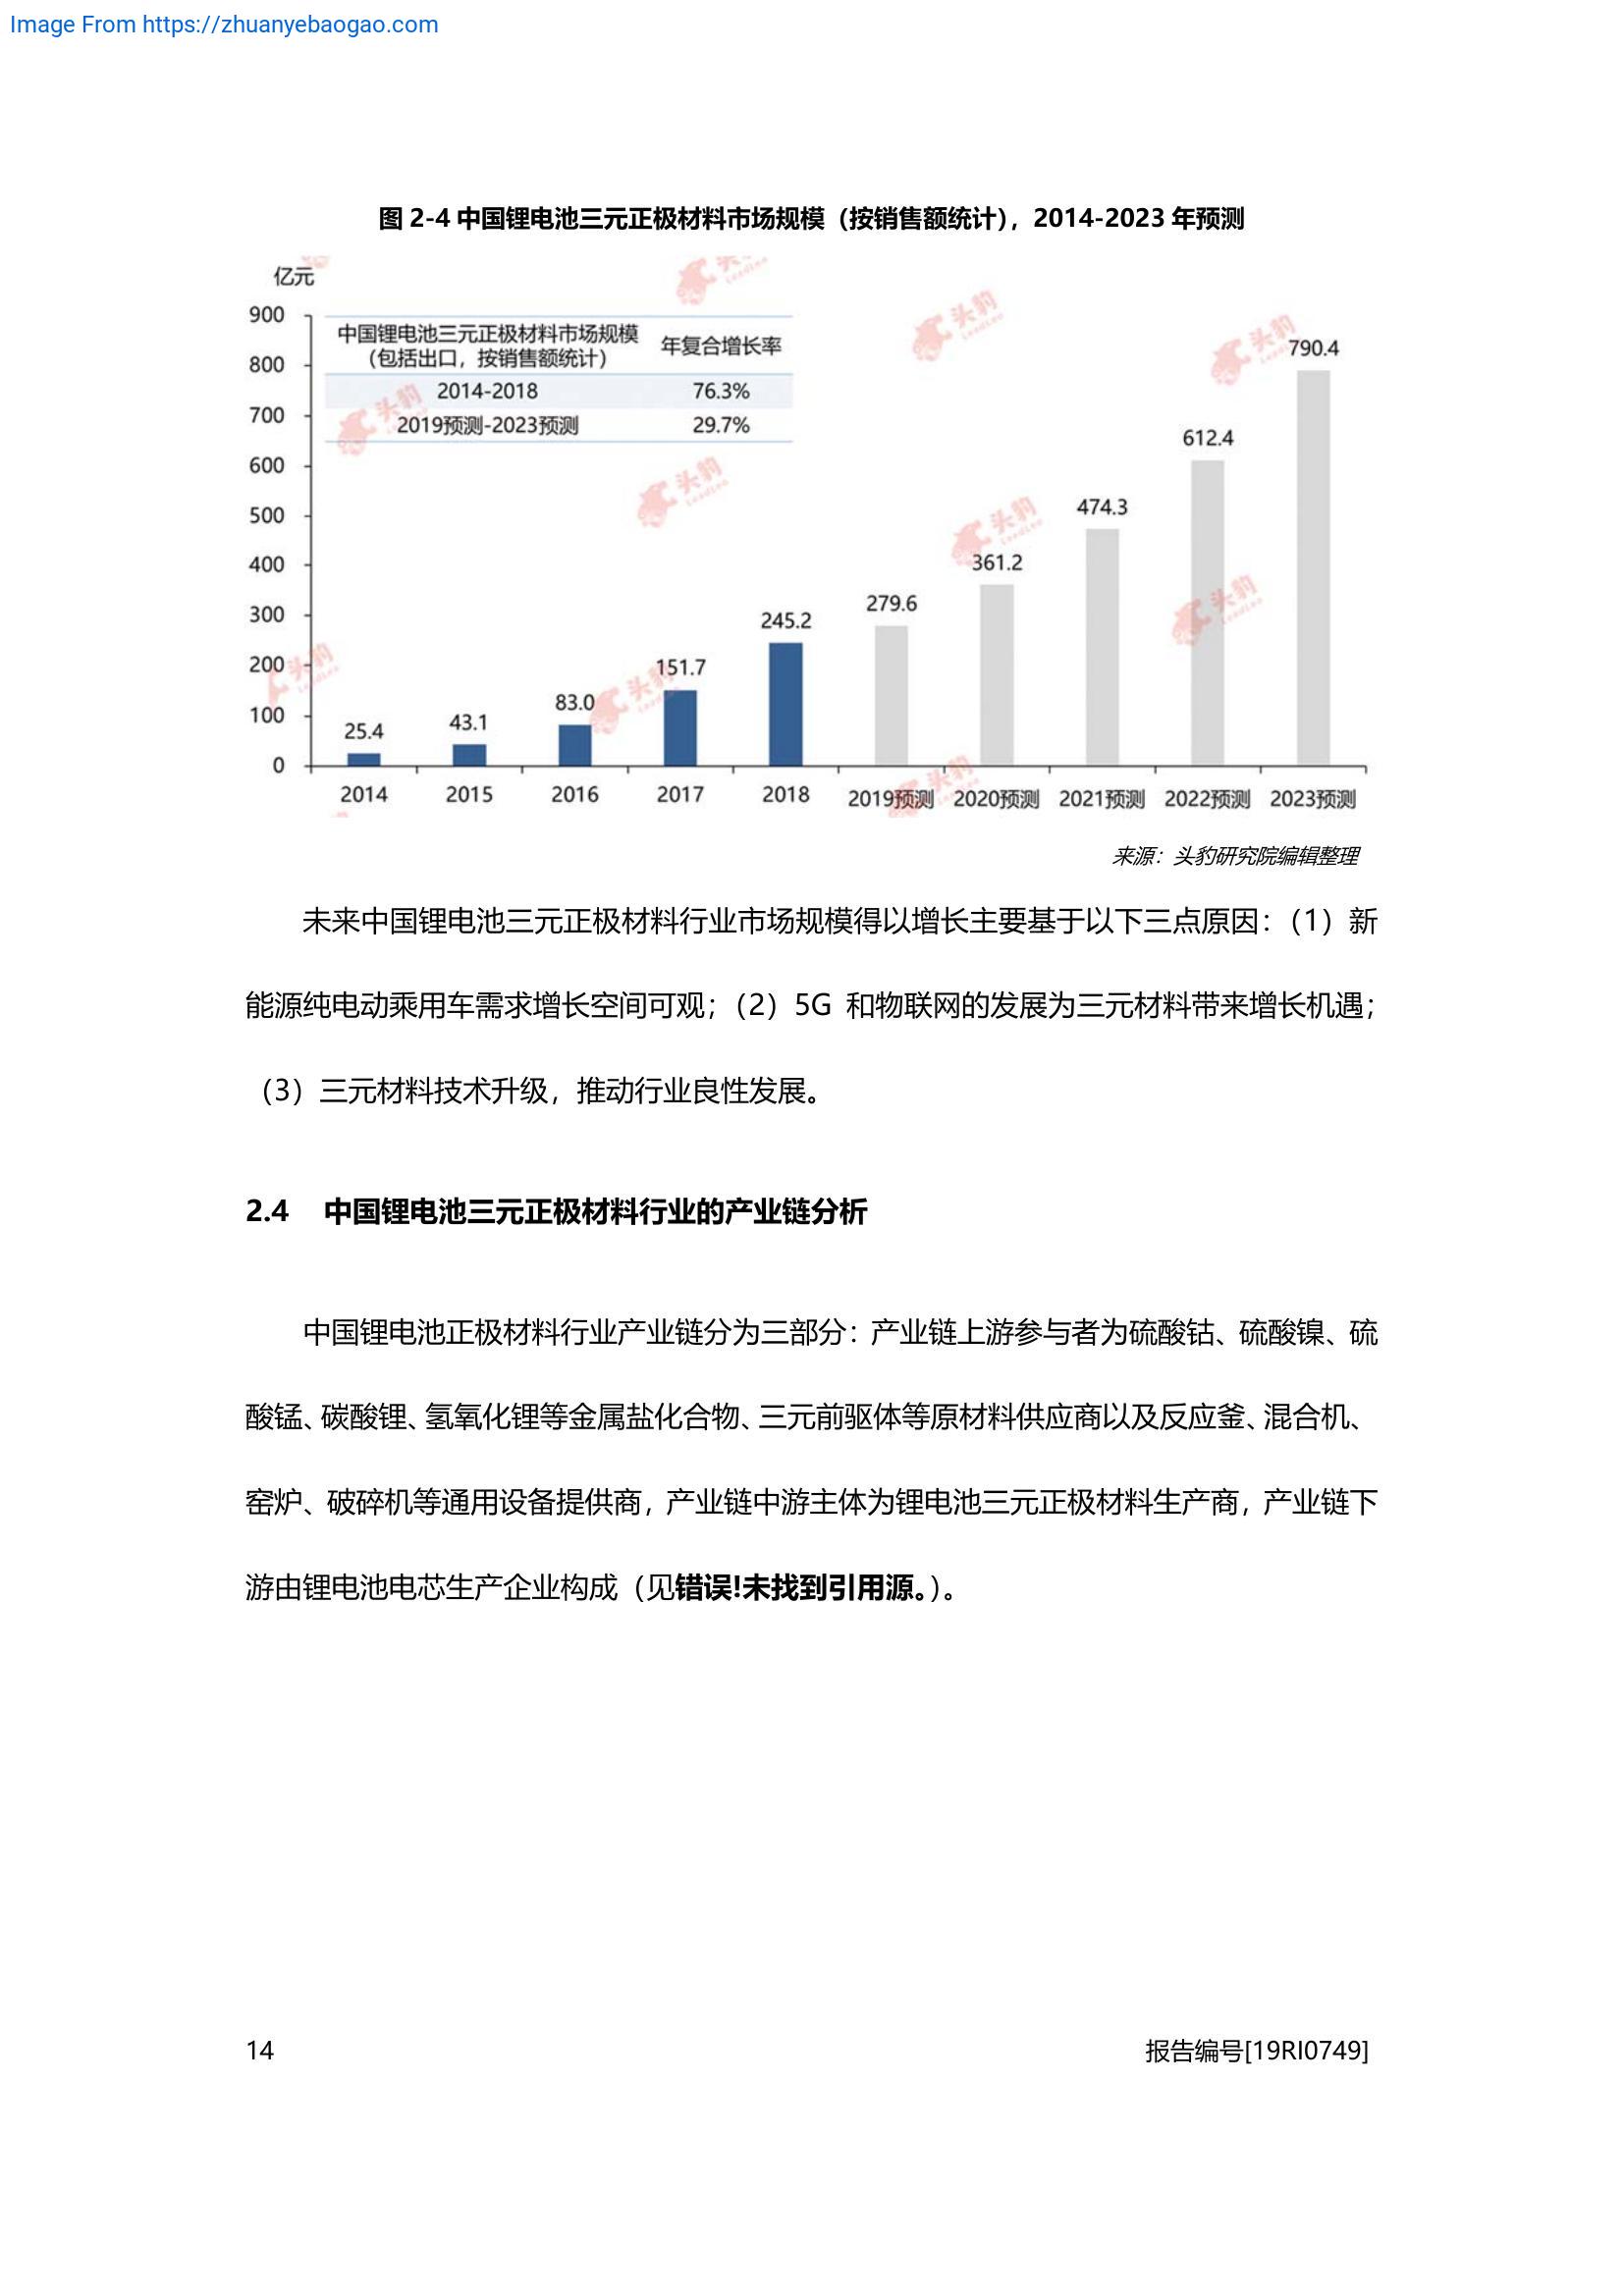 Image From https://zhuanyebaogao.com
图 2-4 中国锂电池三元正极材料市场规模（按销售额统计），2014-2023 年预测
亿元
900
800
700
600
500
400
300
200
100
0
中国锂电池三元正极材料市场规模
（包括出口，按销售额统计）
年复合增长率
2014-2018 76.3%
2019预测-2023预测 29.7%
25.4
43.1
83.0
151.7
245.2
279.6
361.2
474.3
612.4
790.4
2014 2015 2016 2017 2018 2019预测 2020预测 2021预测 2022预测 2023预测
头豹
LeadLeo
来源：头豹研究院编辑整理
未来中国锂电池三元正极材料行业市场规模得以增长主要基于以下三点原因：（1）新
能源纯电动乘用车需求增长空间可观；（2）5G 和物联网的发展为三元材料带来增长机遇；
（3）三元材料技术升级，推动行业良性发展。
2.4 中国锂电池三元正极材料行业的产业链分析
中国锂电池正极材料行业产业链分为三部分：产业链上游参与者为硫酸钴、硫酸镍、硫
酸锰、碳酸锂、氢氧化锂等金属盐化合物、三元前驱体等原材料供应商以及反应釜、混合机、
窑炉、破碎机等通用设备提供商，产业链中游主体为锂电池三元正极材料生产商，产业链下
游由锂电池电芯生产企业构成（见错误!未找到引用源。）。
14
报告编号[19RI0749]